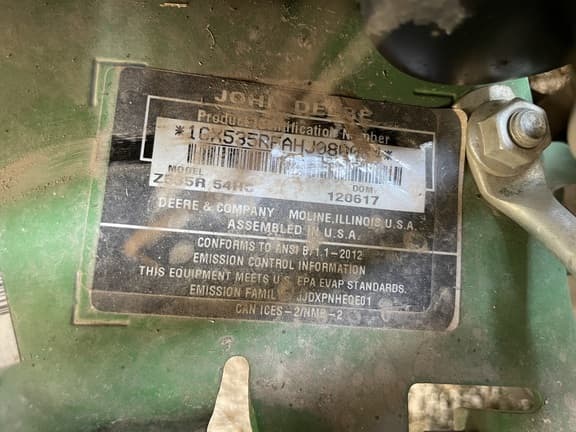 JOHN DEERE
Product Identification Number
MODEL
DOM:
120617
DEERE & COMPANY MOLINE, ILLINOIS U.S.A.
ASSEMBLED IN U.S.A.
CONFORMS TO ANSI B71.1-2012
EMISSION CONTROL INFORMATION
THIS EQUIPMENT MEETS U.S. EPA EVAP STANDARDS.
EMISSION FAMILY
CAN ICES-2/NMB-2